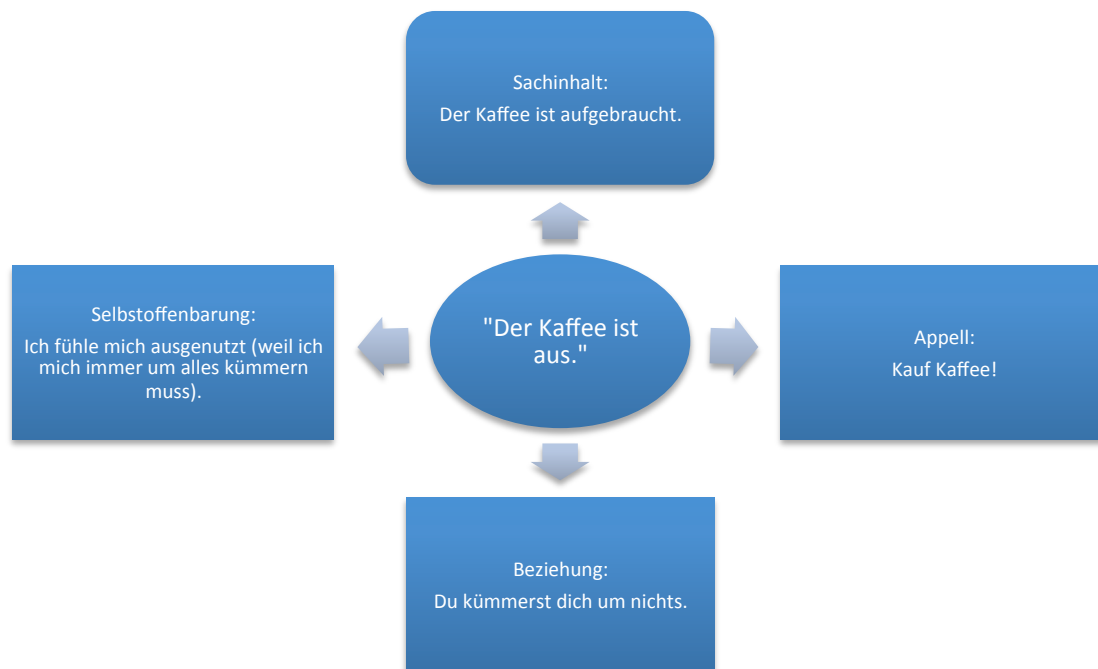 Sachinhalt:
Der Kaffee ist aufgebraucht.
Selbstoffenbarung:
Ich fühle mich ausgenutzt (weil ich
mich immer um alles kümmern
muss).
"Der Kaffee ist
aus."
Appell:
Kauf Kaffee!
Beziehung:
Du kümmerst dich um nichts.